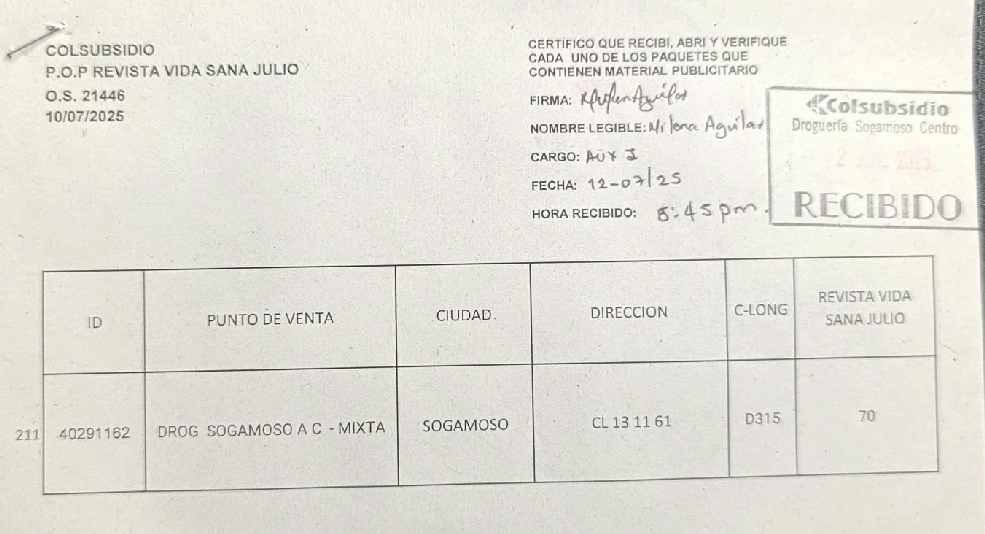 COLSUBSIDIO
P.O.P REVISTA VIDA SANA JULIO
O.S. 21446
10/07/2025
CERTIFICO QUE RECIBI, ABRI Y VERIFIQUE
CADA UNO DE LOS PAQUETES QUE
CONTIENEN MATERIAL PUBLICITARIO
FIRMA: Aguilar
NOMBRE LEGIBLE: Milena Aguilar
CARGO: AUX I
FECHA: 12-07/25
HORA RECIBIDO: :45 pm.
Colsubsidio
Droguería Sogamoso Centro
2025
RECIBIDO
ID PUNTO DE VENTA CIUDAD. DIRECCION C-LONG REVISTA VIDA
SANA JULIO
211 40291162 DROG SOGAMOSO A C - MIXTA SOGAMOSO CL 13 11 61 D315 70